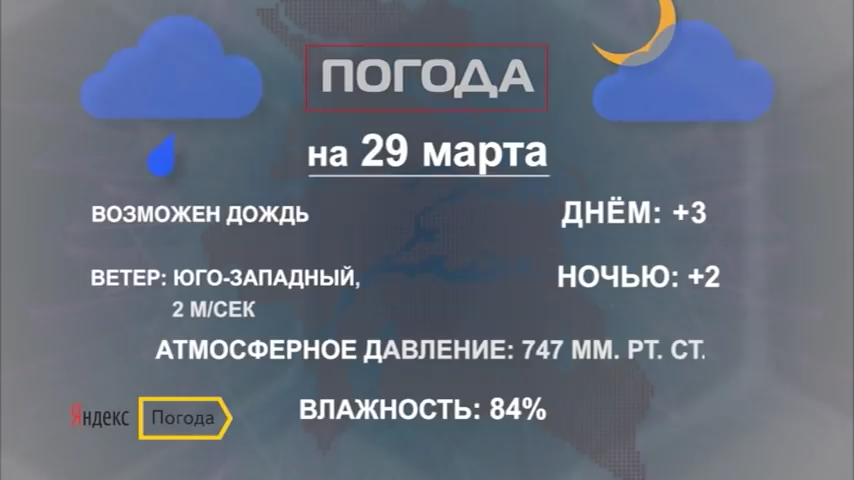 ПОГОДА
на 29 марта
ВОЗМОЖЕН ДОЖДЬ
ДНЁМ: +3
ВЕТЕР: ЮГО-ЗАПАДНЫЙ,
2 М/СЕК
НОЧЬЮ: +2
АТМОСФЕРНОЕ ДАВЛЕНИЕ: 747 ММ. РТ. СТ.
ВЛАЖНОСТЬ: 84%
Яндекс Погода